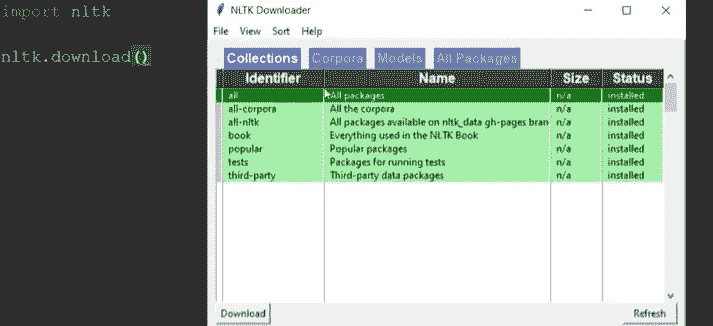 import nltk
nltk.download()
NLTK Downloader
File View Sort Help
Collections Corpora Models All Packages
Identifier Name Size Status
all All packages n/a installed
all-corpora All the corpora n/a installed
all-nltk All packages available on nltk_data gh-pages bran n/a installed
book Everything used in the NLTK Book n/a installed
popular Popular packages n/a installed
tests Packages for running tests n/a installed
third-party Third-party data packages n/a installed
Download Refresh